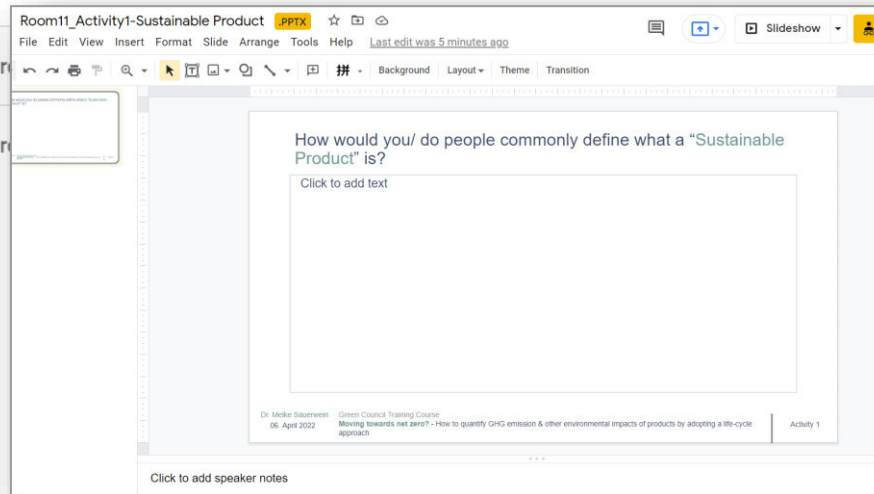 Room11_Activity1-Sustainable Product .PPTX
File Edit View Insert Format Slide Arrange Tools Help Last edit was 5 minutes ago
Slideshow
拼 Background Layout Theme Transition
How would you/ do people commonly define what a “Sustainable
Product” is?
Click to add text
Dr. Meike Sauerwein
06. April 2022
Green Council Training Course
Moving towards net zero? - How to quantify GHG emission & other environmental impacts of products by adopting a life-cycle
approach
Activity 1
Click to add speaker notes